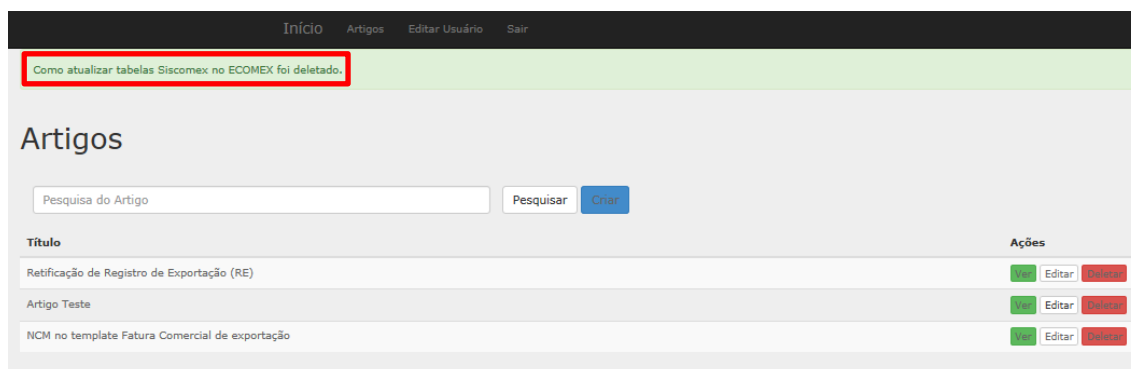 Início Artigos Editar Usuário Sair
Como atualizar tabelas Siscomex no ECOMEX foi deletado.
Artigos
Pesquisa do Artigo Pesquisar Criar
Título Ações
Retificação de Registro de Exportação (RE) Ver Editar Deletar
Artigo Teste Ver Editar Deletar
NCM no template Fatura Comercial de exportação Ver Editar Deletar